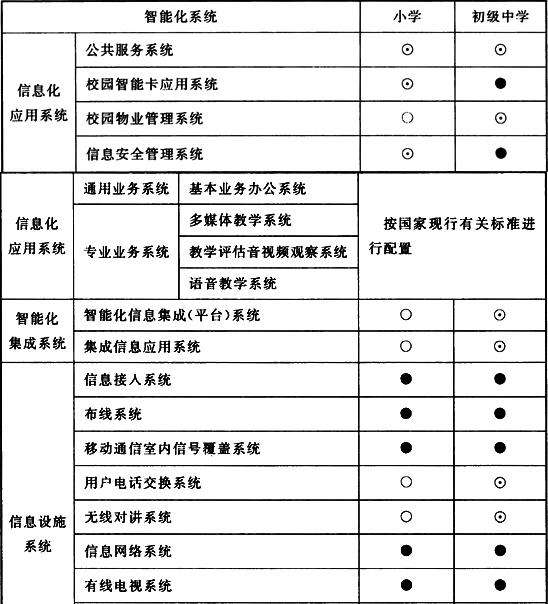 智能化系统 小学 初级中学
信息化
应用系统
公共服务系统 ⊙ ⊙
校园智能卡应用系统 ⊙ ●
校园物业管理系统 ○ ⊙
信息安全管理系统 ⊙ ●
信息化
应用系统
通用业务系统 基本业务办公系统
专业业务系统
多媒体教学系统
教学评估音视频观察系统
语音教学系统
按国家现行有关标准进
行配置
智能化
集成系统
智能化信息集成(平台)系统 ○ ⊙
集成信息应用系统 ○ ⊙
信息设施
系统
信息接人系统 ● ●
布线系统 ● ●
移动通信室内信号覆盖系统 ● ●
用户电话交换系统 ○ ⊙
无线对讲系统 ○ ⊙
信息网络系统 ● ●
有线电视系统 ● ●